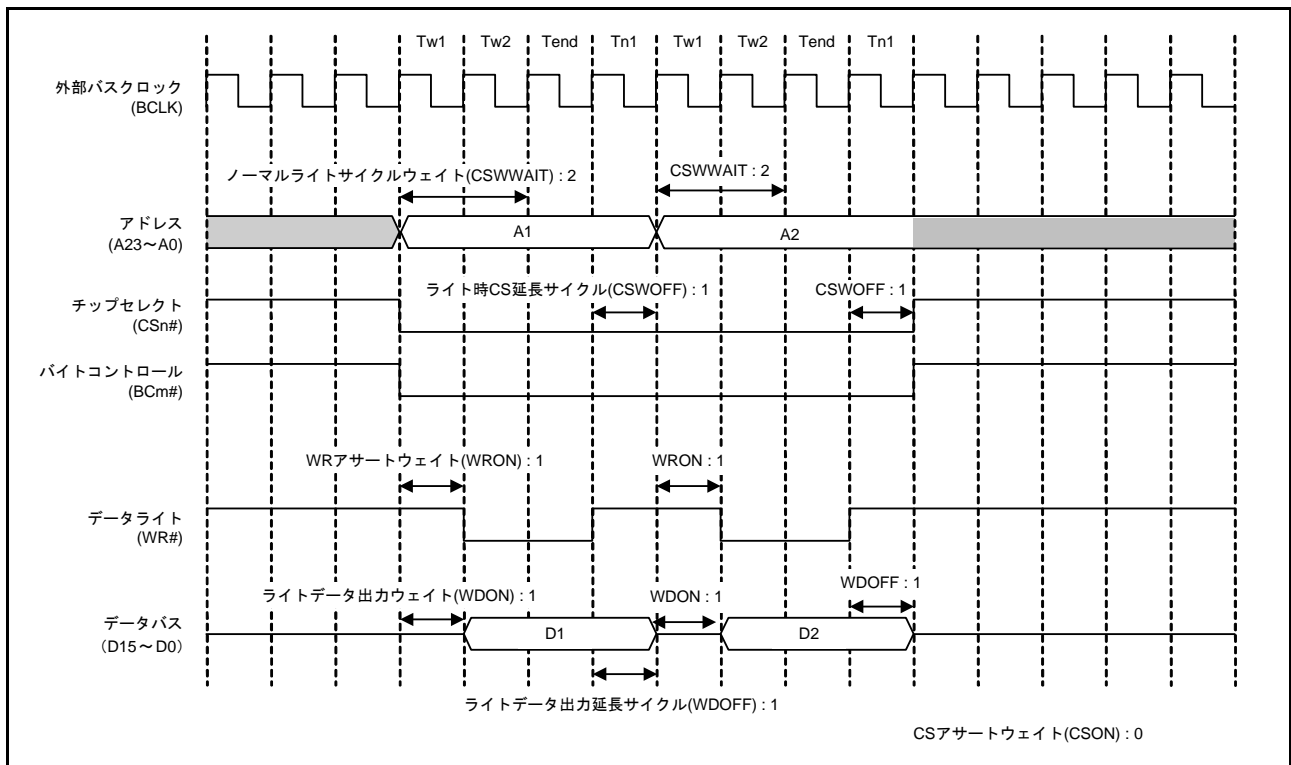 Tw1 Tw2 Tend Tn1 Tw1 Tw2 Tend Tn1
外部バスクロック
(BCLK)
ノーマルライトサイクルウェイト(CSWWAIT) : 2
CSWWAIT : 2
アドレス
(A23～A0)
A1
A2
ライト時CS延長サイクル(CSWOFF) : 1
CSWOFF : 1
チップセレクト
(CSn#)
バイトコントロール
(BCm#)
WRアサートウェイト(WRON) : 1
WRON : 1
データライト
(WR#)
ライトデータ出力ウェイト(WDON) : 1
WDON : 1
WDOFF : 1
データバス
(D15～D0)
D1
D2
ライトデータ出力延長サイクル(WDOFF) : 1
CSアサートウェイト(CSON) : 0